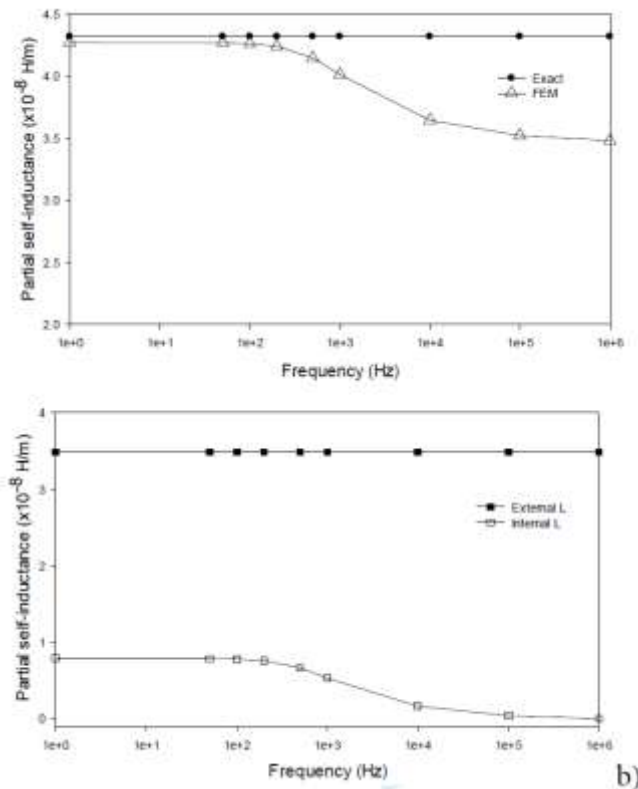 4.5
4.0
3.5
3.0
2.5
2.0
Partial self-inductance (x10⁻⁸ H/m)
Exact
FEM
1e+0 1e+1 1e+2 1e+3 1e+4 1e+5 1e+6
Frequency (Hz)
4
3
2
1
0
Partial self-inductance (x10⁻⁸ H/m)
External L
Internal L
1e+0 1e+1 1e+2 1e+3 1e+4 1e+5 1e+6
Frequency (Hz)
b)